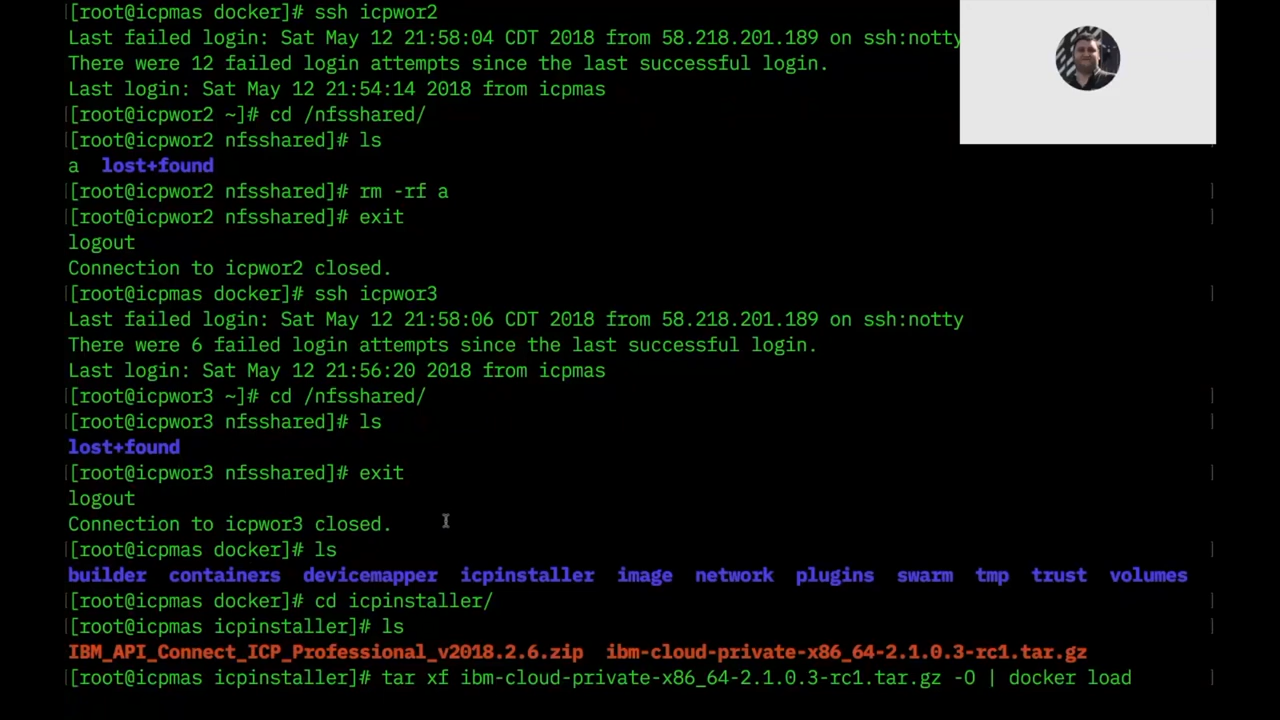 [root@icpmas docker]# ssh icpwor2
Last failed login: Sat May 12 21:58:04 CDT 2018 from 58.218.201.189 on ssh:notty
There were 12 failed login attempts since the last successful login.
Last login: Sat May 12 21:54:14 2018 from icpmas
[root@icpwor2 ~]# cd /nfsshared/
[root@icpwor2 nfsshared]# ls
a  lost+found
[root@icpwor2 nfsshared]# rm -rf a
[root@icpwor2 nfsshared]# exit
logout
Connection to icpwor2 closed.
[root@icpmas docker]# ssh icpwor3
Last failed login: Sat May 12 21:58:06 CDT 2018 from 58.218.201.189 on ssh:notty
There were 6 failed login attempts since the last successful login.
Last login: Sat May 12 21:56:20 2018 from icpmas
[root@icpwor3 ~]# cd /nfsshared/
[root@icpwor3 nfsshared]# ls
lost+found
[root@icpwor3 nfsshared]# exit
logout
Connection to icpwor3 closed.
[root@icpmas docker]# ls
builder  containers  devicemapper  icpinstaller  image  network  plugins  swarm  tmp  trust  volumes
[root@icpmas docker]# cd icpinstaller/
[root@icpmas icpinstaller]# ls
IBM_API_Connect_ICP_Professional_v2018.2.6.zip  ibm-cloud-private-x86_64-2.1.0.3-rc1.tar.gz
[root@icpmas icpinstaller]# tar xf ibm-cloud-private-x86_64-2.1.0.3-rc1.tar.gz -O | docker load